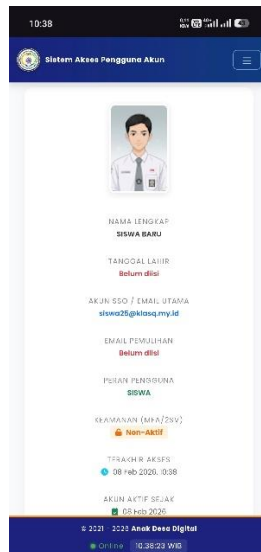 10:38
Sistem Akses Pengguna Akun
NAMA LENGKAP
SISWA BARU
TANGGAL LAHIR
Belum diisi
AKUN SSO / EMAIL UTAMA
siswa25@klasq.my.id
EMAIL PEMULIHAN
Belum diisi
PERAN PENGGUNA
SISWA
KEAMANAN (MFA/2SV)
Non-Aktif
TERAKHIR AKSES
08 Feb 2026, 10:38
AKUN AKTIF SEJAK
08 Feb 2026
© 2021 - 2026 Anak Desa Digital
Online 10.38:23 WIB